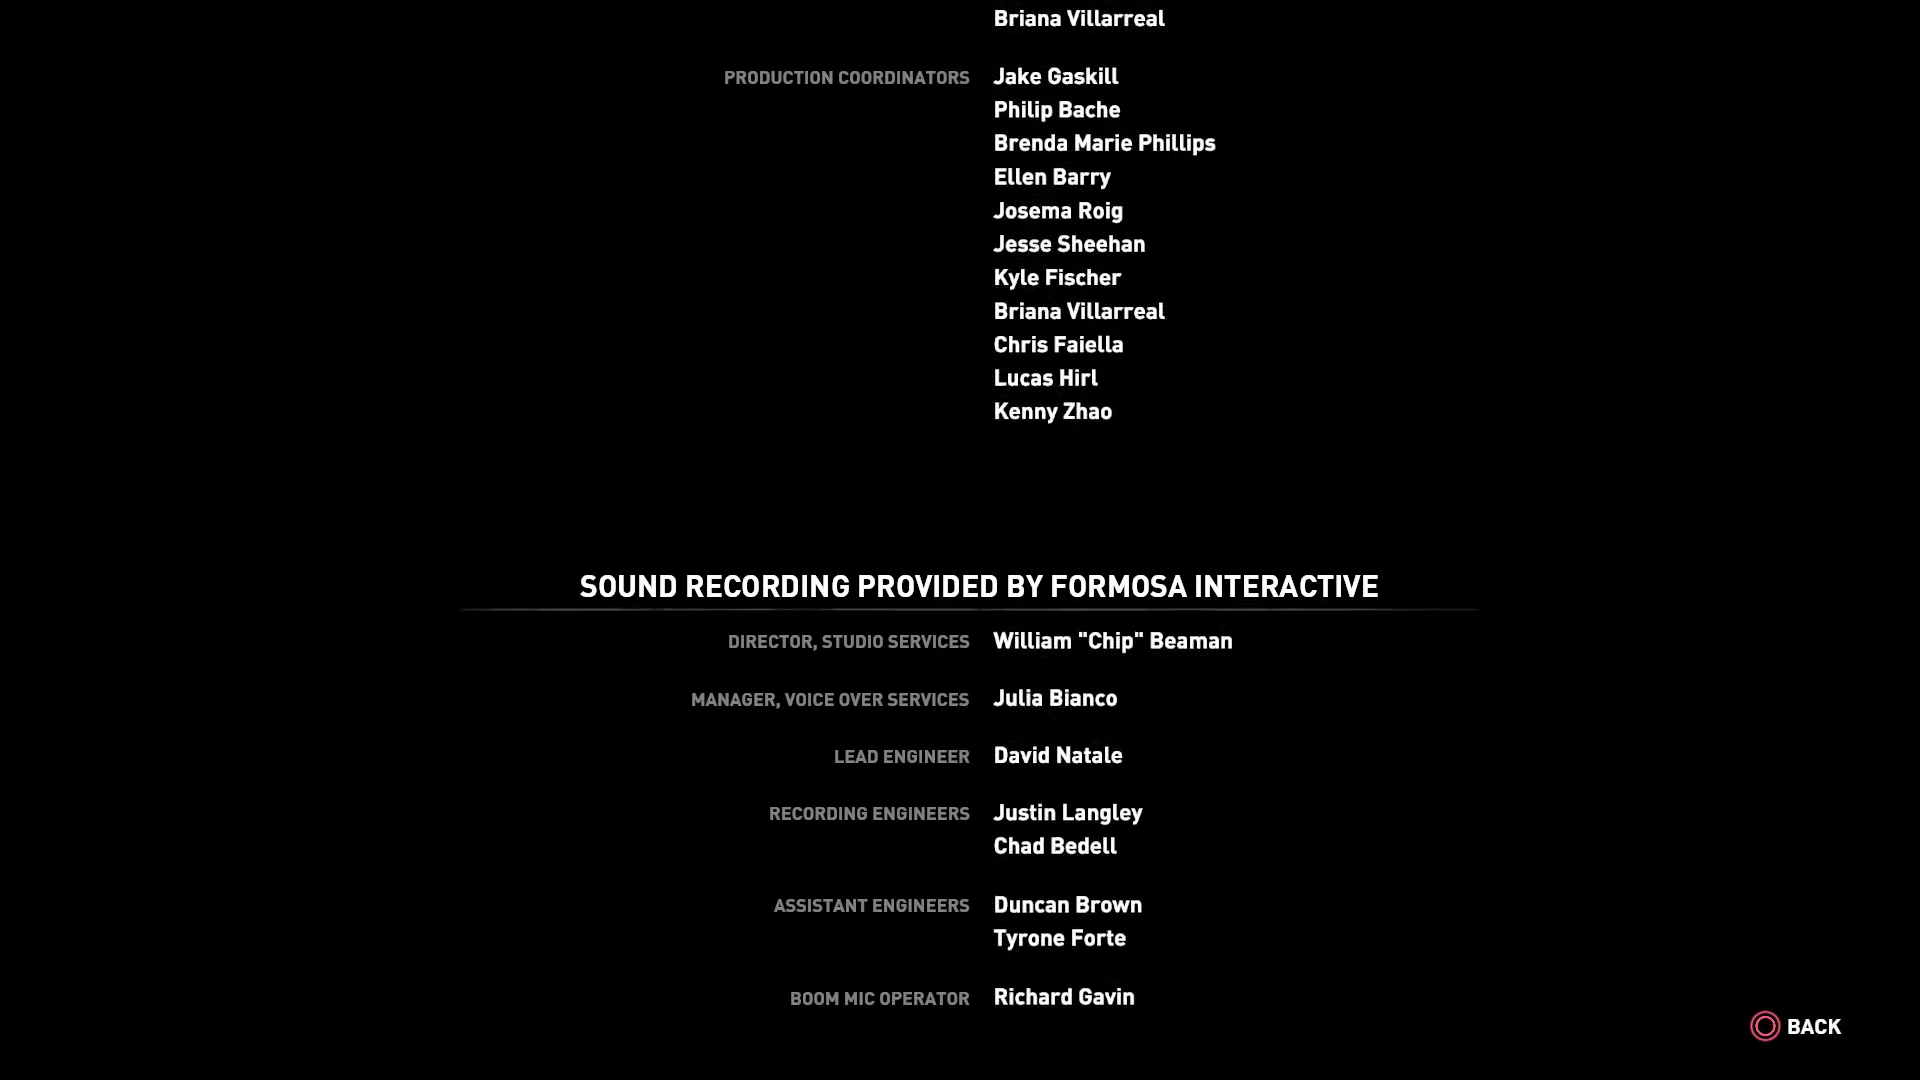 Briana Villarreal
PRODUCTION COORDINATORS Jake Gaskill
Philip Bache
Brenda Marie Phillips
Ellen Barry
Josema Roig
Jesse Sheehan
Kyle Fischer
Briana Villarreal
Chris Faiella
Lucas Hirl
Kenny Zhao
SOUND RECORDING PROVIDED BY FORMOSA INTERACTIVE
DIRECTOR, STUDIO SERVICES William "Chip" Beaman
MANAGER, VOICE OVER SERVICES Julia Bianco
LEAD ENGINEER David Natale
RECORDING ENGINEERS Justin Langley
Chad Bedell
ASSISTANT ENGINEERS Duncan Brown
Tyrone Forte
BOOM MIC OPERATOR Richard Gavin
BACK